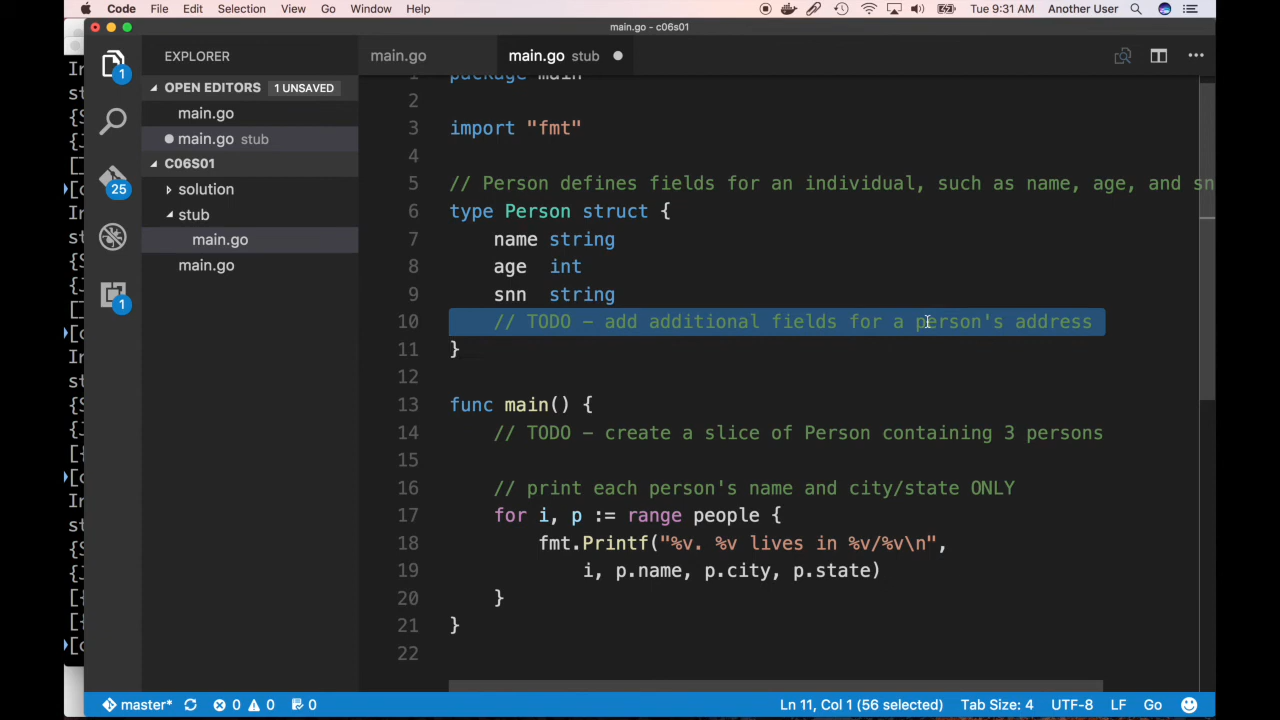 Code File Edit Selection View Go Window Help Tue 9:31 AM Another User
main.go - c06s01
EXPLORER
OPEN EDITORS 1 UNSAVED
main.go
main.go stub
C06S01
solution
stub
main.go
main.go
1
25
1
main.go main.go stub
1 package main
2
3 import "fmt"
4
5 // Person defines fields for an individual, such as name, age, and sn
6 type Person struct {
7 name string
8 age int
9 snn string
10 // TODO - add additional fields for a person's address
11 }
12
13 func main() {
14 // TODO - create a slice of Person containing 3 persons
15
16 // print each person's name and city/state ONLY
17 for i, p := range people {
18 fmt.Printf("%v. %v lives in %v/%v\n",
19 i, p.name, p.city, p.state)
20 }
21 }
22
master* 0 0 0 Ln 11, Col 1 (56 selected) Tab Size: 4 UTF-8 LF Go